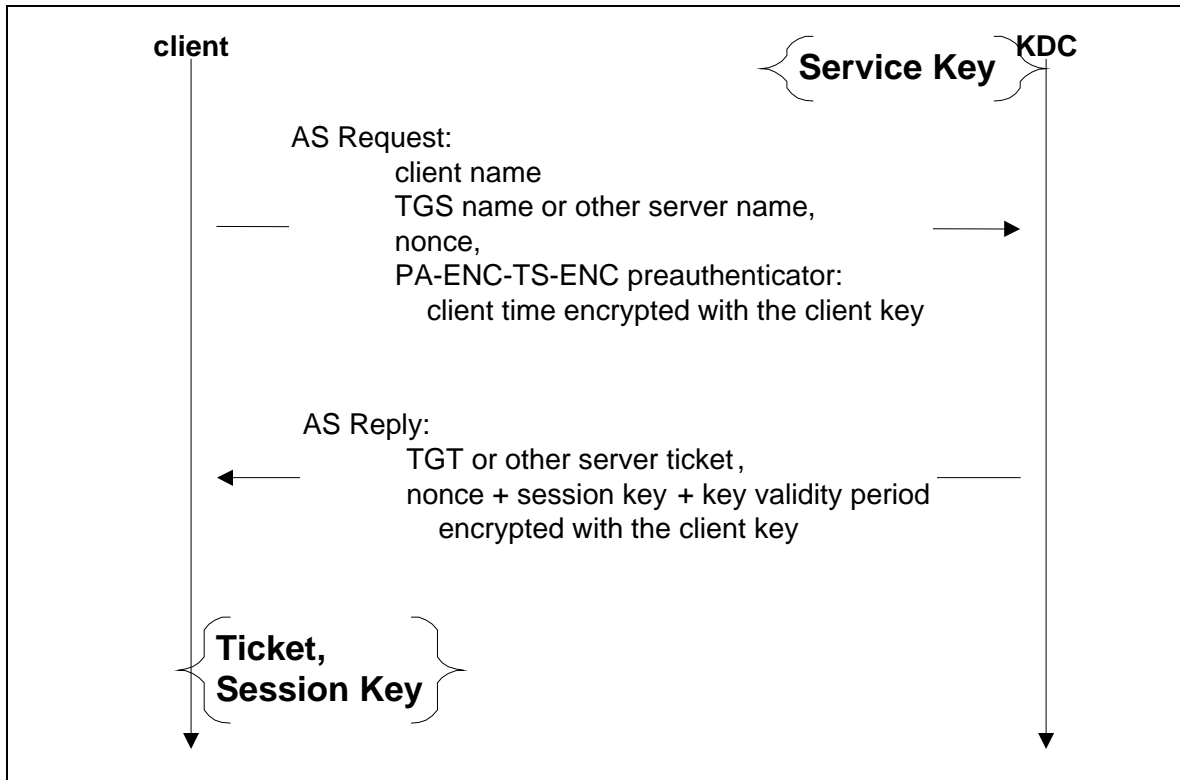 client
KDC
Service Key
AS Request:
client name
TGS name or other server name,
nonce,
PA-ENC-TS-ENC preauthenticator:
client time encrypted with the client key
AS Reply:
TGT or other server ticket,
nonce + session key + key validity period
encrypted with the client key
Ticket,
Session Key